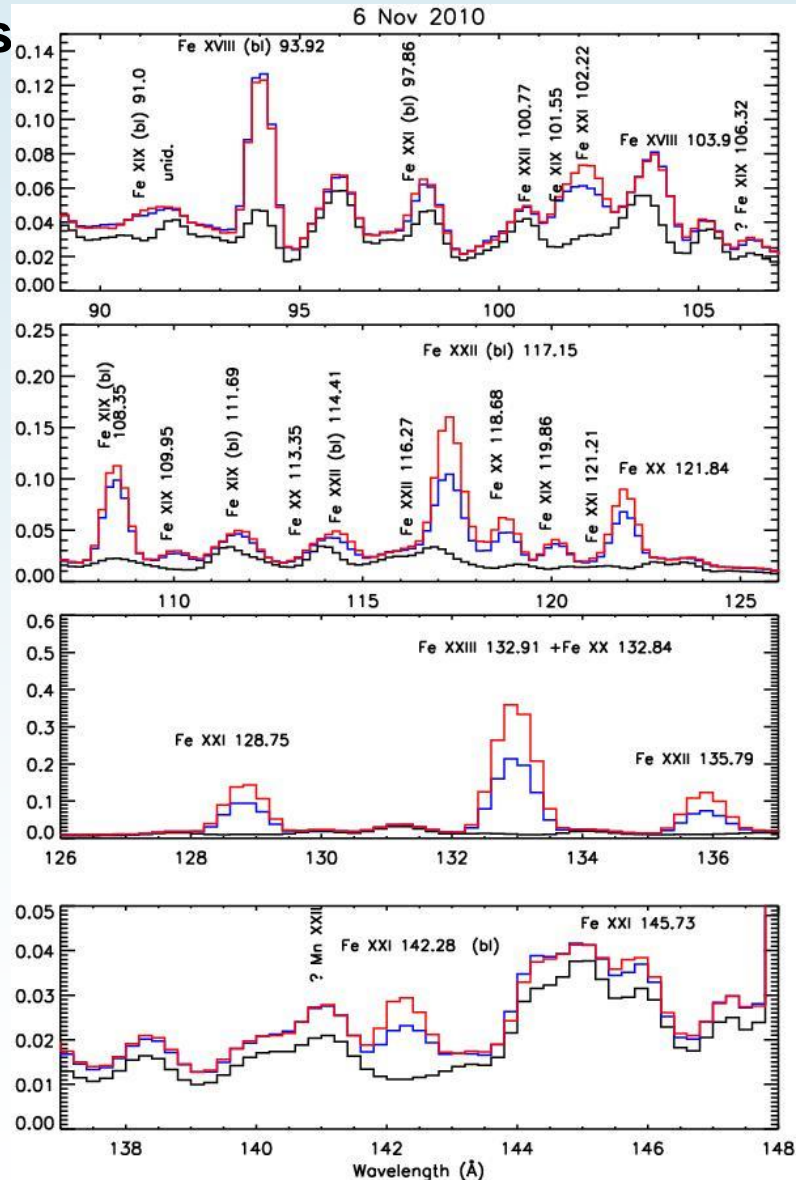 s
6 Nov 2010
Fe XVIII (bl) 93.92
Fe XIX (bl) 91.0
unid.
Fe XXI (bl) 97.86
Fe XXII 100.77
Fe XIX 101.55
Fe XXI 102.22
Fe XVIII 103.9
? Fe XIX 106.32
0.14
0.12
0.10
0.08
0.06
0.04
0.02
0.00
90 95 100 105
Fe XIX (bl)
108.35
Fe XIX 109.95
Fe XIX (bl) 111.69
Fe XX 113.35
Fe XXII (bl) 114.41
Fe XXII 116.27
Fe XXII (bl) 117.15
Fe XX 118.68
Fe XIX 119.86
Fe XXI 121.21
Fe XX 121.84
0.25
0.20
0.15
0.10
0.05
0.00
110 115 120 125
Fe XXIII 132.91 +Fe XX 132.84
Fe XXI 128.75
Fe XXII 135.79
0.6
0.5
0.4
0.3
0.2
0.1
0.0
126 128 130 132 134 136
? Mn XXII
Fe XXI 142.28 (bl)
Fe XXI 145.73
0.05
0.04
0.03
0.02
0.01
0.00
138 140 142 144 146 148
Wavelength (Å)